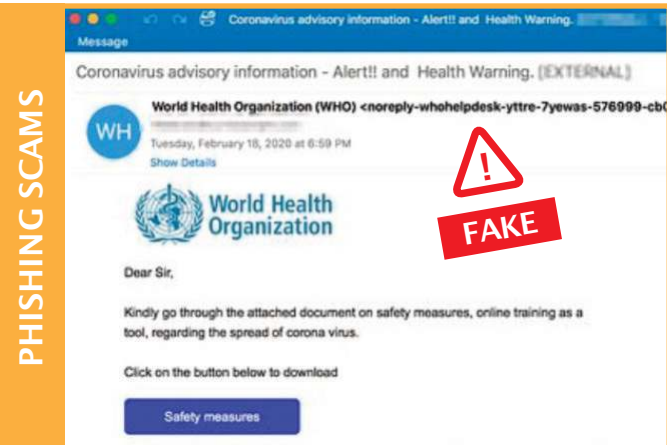 PHISHING SCAMS
Coronavirus advisory information - Alert!! and Health Warning.
Message
Coronavirus advisory information - Alert!! and Health Warning. [EXTERNAL]
World Health Organization (WHO) <noreply-whohelpdesk-yttre-7yewas-576999-cb0
WH
Tuesday, February 18, 2020 at 6:59 PM
Show Details
!
FAKE
World Health
Organization
Dear Sir,
Kindly go through the attached document on safety measures, online training as a
tool, regarding the spread of corona virus.
Click on the button below to download
Safety measures